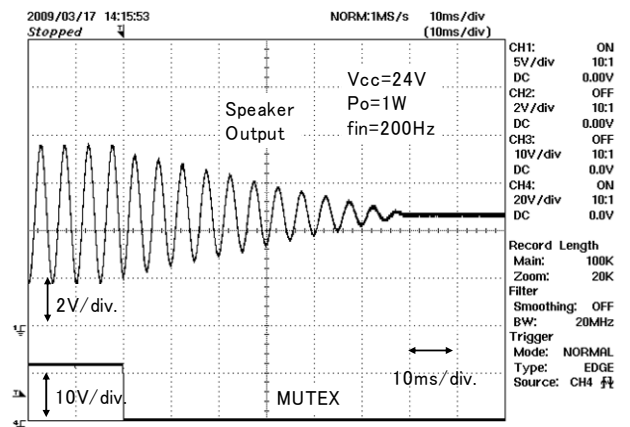 2009/03/17 14:15:53
NORM:1MS/s 10ms/div
Stopped
(10ms/div)
Vcc=24V
Po=1W
fin=200Hz
Speaker
Output
2V/div.
10V/div.
MUTEX
10ms/div.
CH1: ON
5V/div 10:1
DC 0.00V
CH2: OFF
2V/div 10:1
DC 0.00V
CH3: OFF
10V/div 10:1
DC 0.0V
CH4: ON
20V/div 10:1
DC 0.0V
Record Length
Main: 100K
Zoom: 20K
Filter
Smoothing: OFF
BW: 20MHz
Trigger
Mode: NORMAL
Type: EDGE
Source: CH4